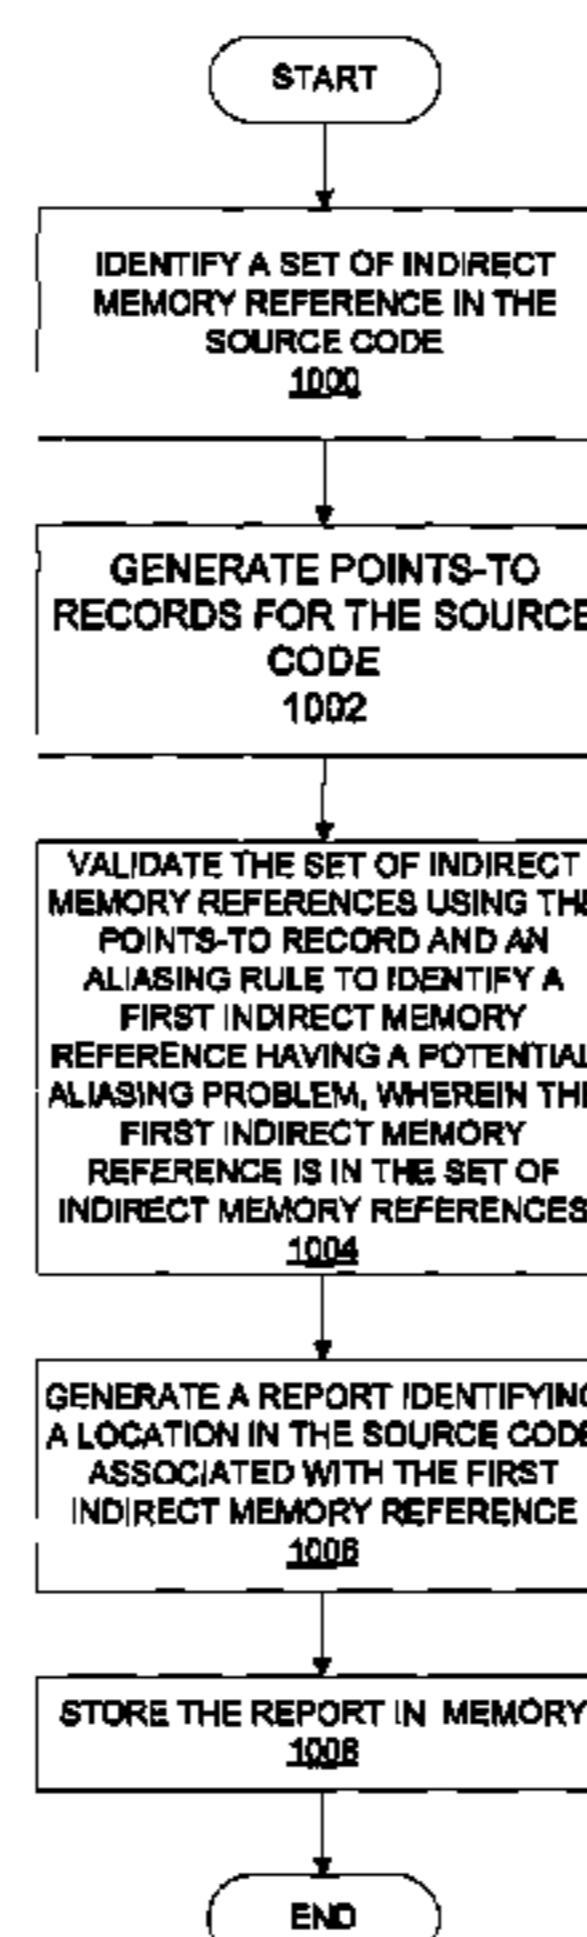 START
IDENTIFY A SET OF INDIRECT
MEMORY REFERENCE IN THE
SOURCE CODE
1000
GENERATE POINTS-TO
RECORDS FOR THE SOURCE
CODE
1002
VALIDATE THE SET OF INDIRECT
MEMORY REFERENCES USING THE
POINTS-TO RECORD AND AN
ALIASING RULE TO IDENTIFY A
FIRST INDIRECT MEMORY
REFERENCE HAVING A POTENTIAL
ALIASING PROBLEM, WHEREIN THE
FIRST INDIRECT MEMORY
REFERENCE IS IN THE SET OF
INDIRECT MEMORY REFERENCES
1004
GENERATE A REPORT IDENTIFYING
A LOCATION IN THE SOURCE CODE
ASSOCIATED WITH THE FIRST
INDIRECT MEMORY REFERENCE
1006
STORE THE REPORT IN MEMORY
1008
END